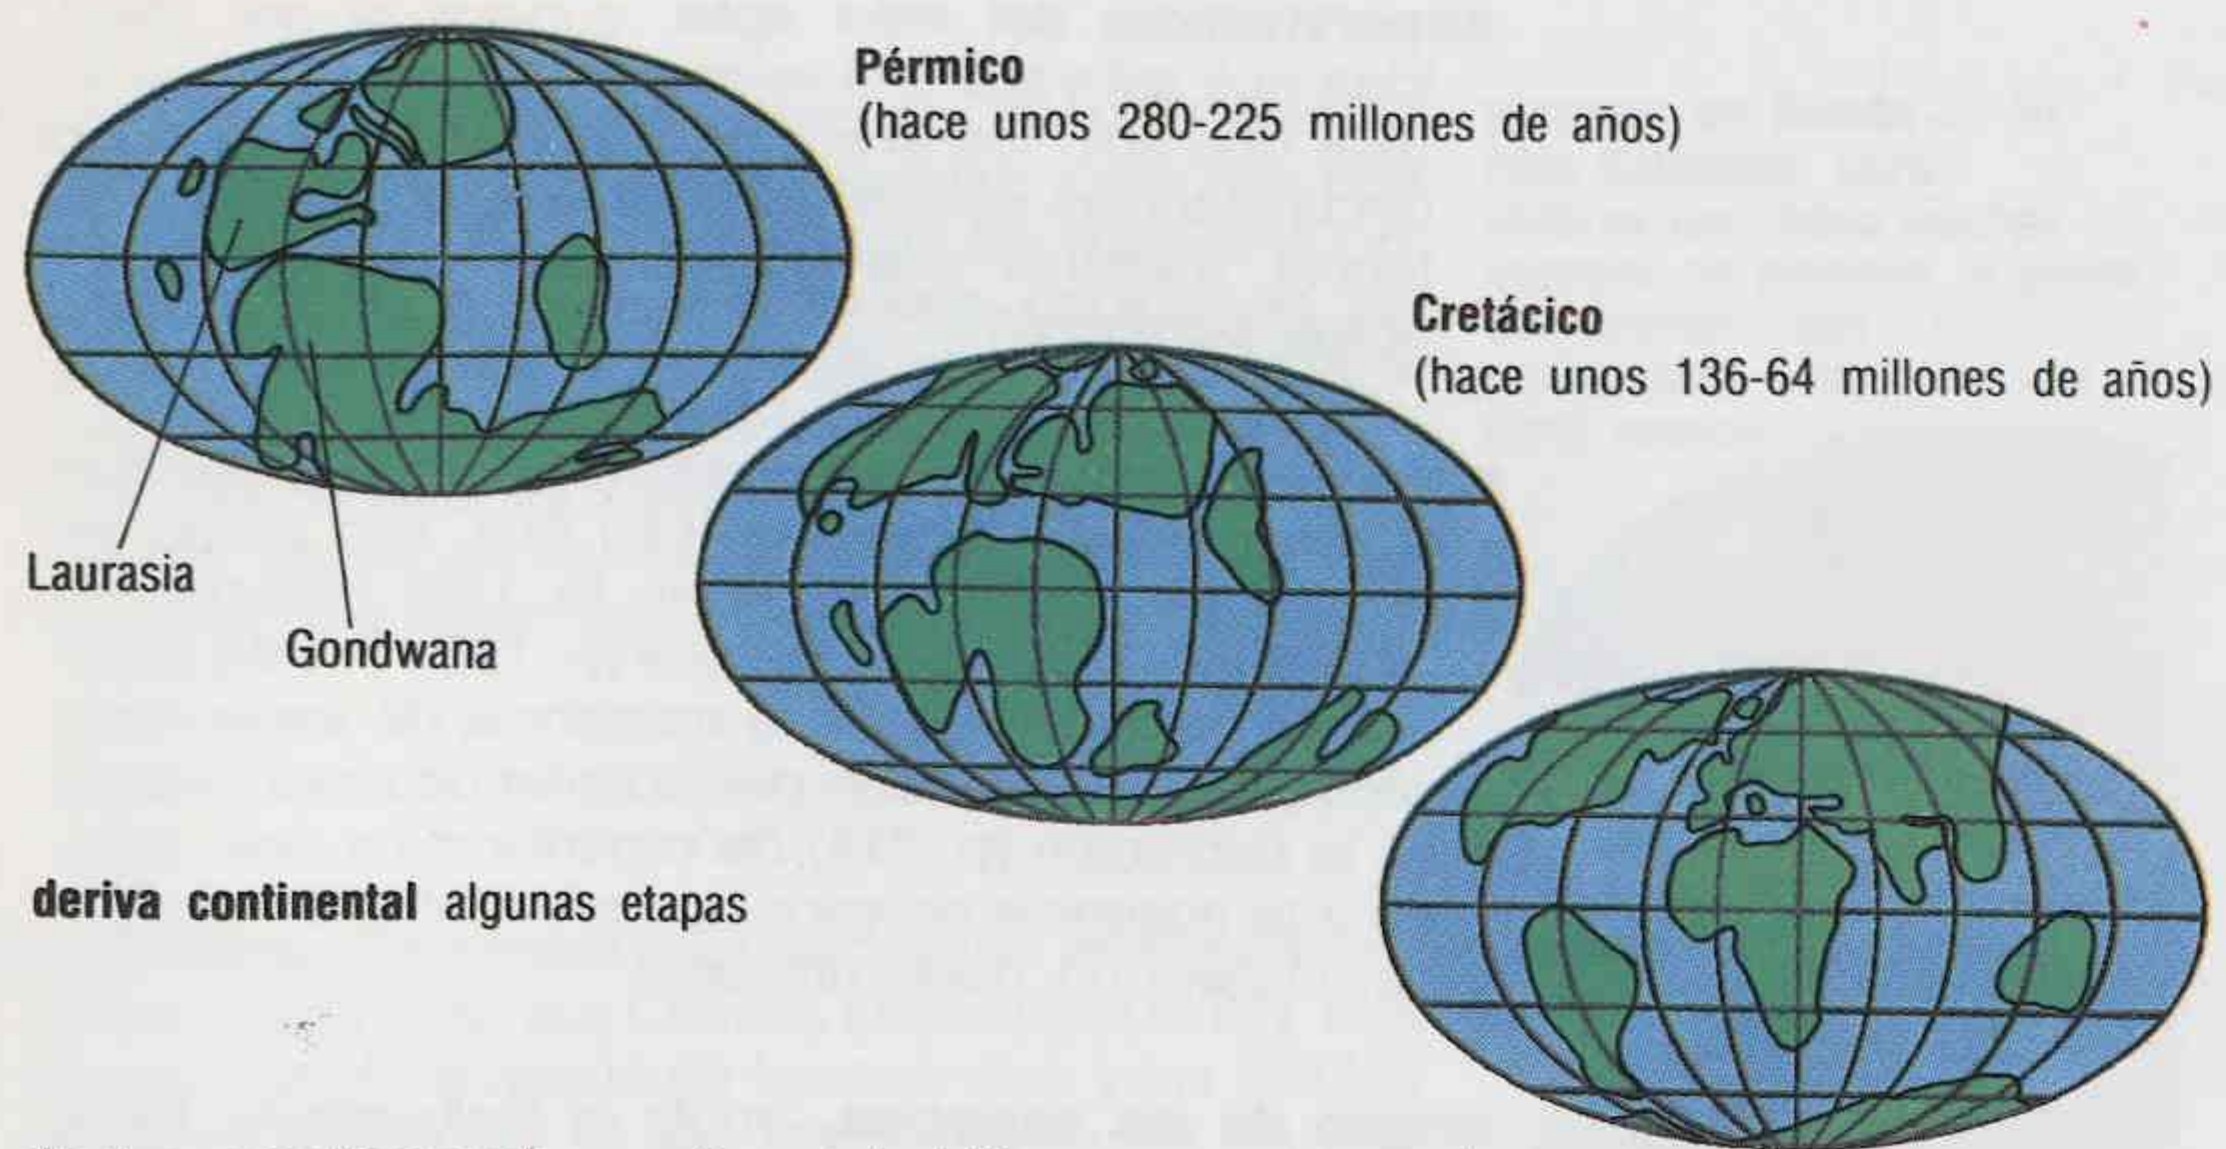 Pérmico
(hace unos 280-225 millones de años)
Cretácico
(hace unos 136-64 millones de años)
Laurasia
Gondwana
deriva continental algunas etapas